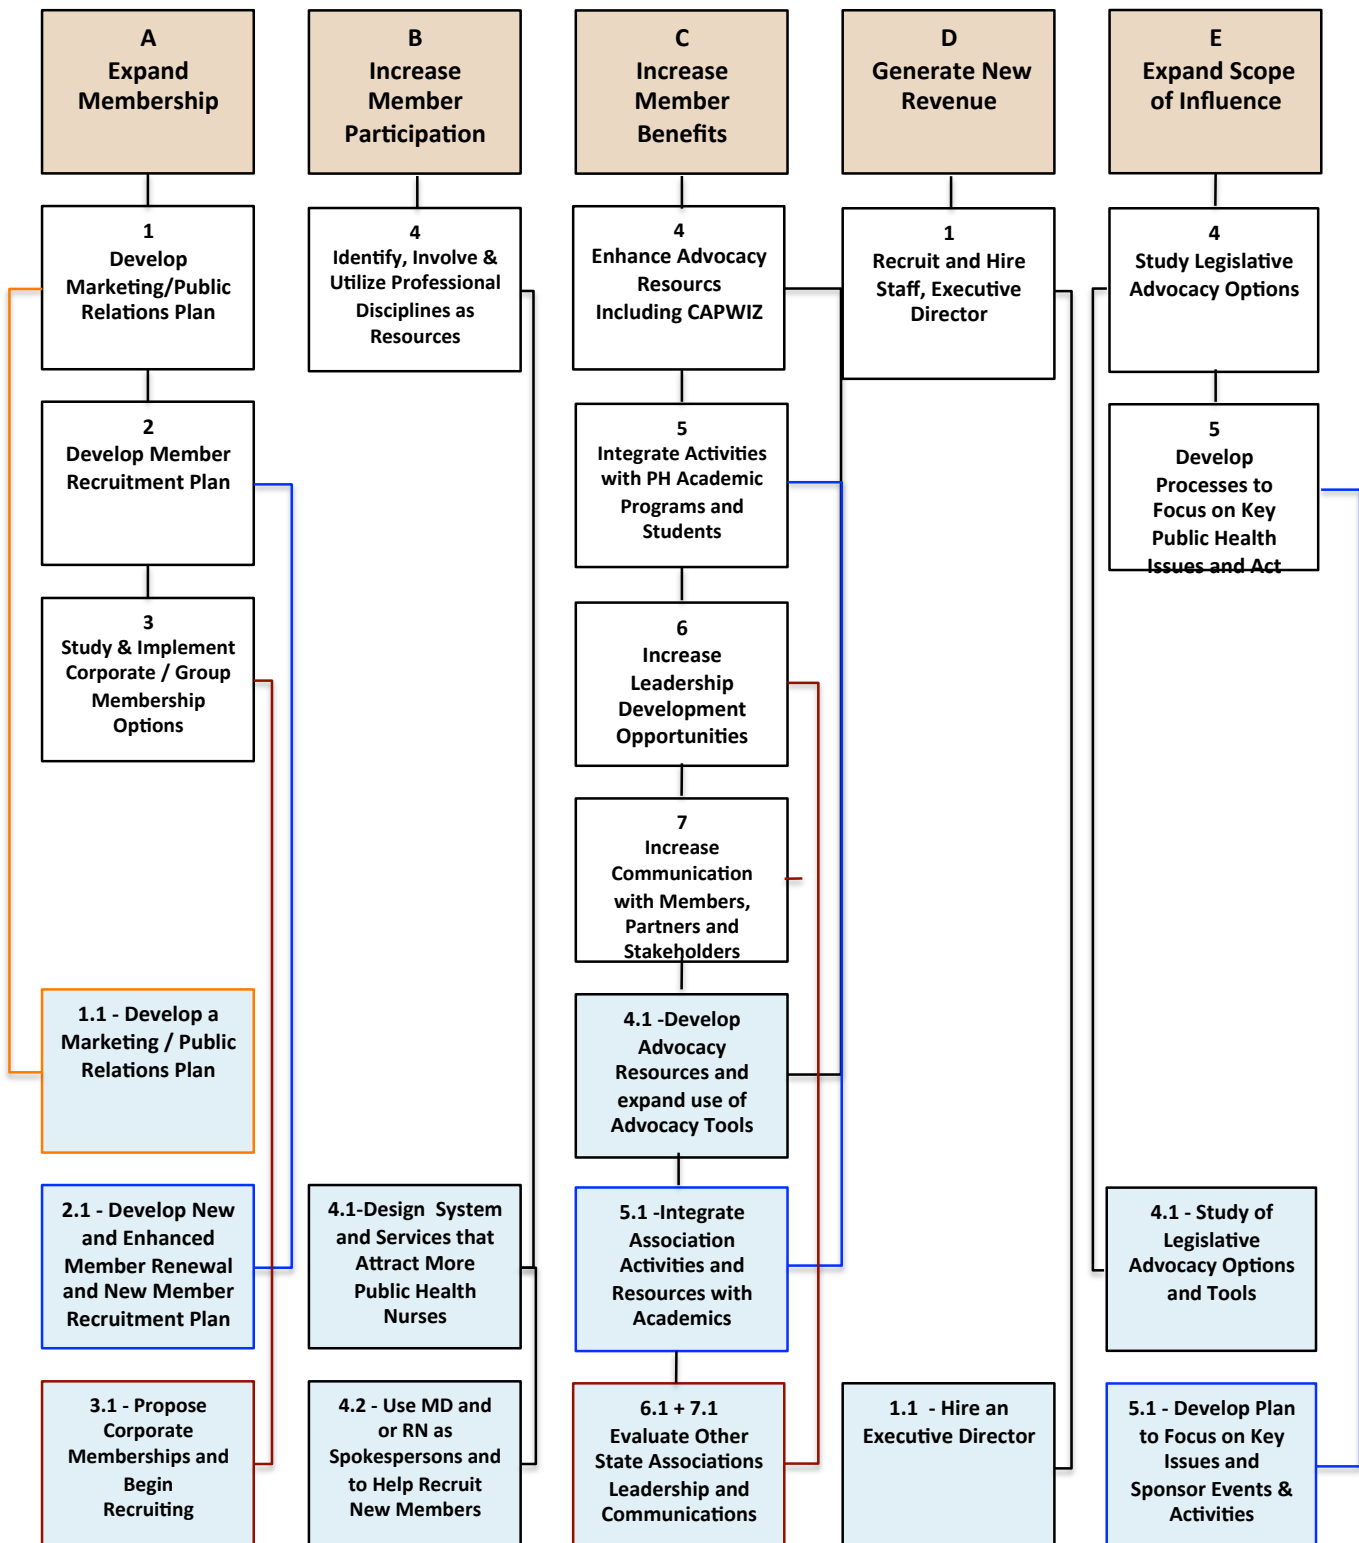 A
Expand
Membership
B
Increase
Member
Participation
C
Increase
Member
Benefits
D
Generate New
Revenue
E
Expand Scope
of Influence
1
Develop
Marketing/Public
Relations Plan
4
Identify, Involve &
Utilize Professional
Disciplines as
Resources
4
Enhance Advocacy
Resourcs
Including CAPWIZ
1
Recruit and Hire
Staff, Executive
Director
4
Study Legislative
Advocacy Options
2
Develop Member
Recruitment Plan
5
Integrate Activities
with PH Academic
Programs and
Students
5
Develop
Processes to
Focus on Key
Public Health
Issues and Act
3
Study & Implement
Corporate / Group
Membership
Options
6
Increase
Leadership
Development
Opportunities
7
Increase
Communication
with Members,
Partners and
Stakeholders
1.1 - Develop a
Marketing / Public
Relations Plan
4.1 -Develop
Advocacy
Resources and
expand use of
Advocacy Tools
2.1 - Develop New
and Enhanced
Member Renewal
and New Member
Recruitment Plan
4.1-Design System
and Services that
Attract More
Public Health
Nurses
5.1 -Integrate
Association
Activities and
Resources with
Academics
4.1 - Study of
Legislative
Advocacy Options
and Tools
3.1 - Propose
Corporate
Memberships and
Begin
Recruiting
4.2 - Use MD and
or RN as
Spokespersons and
to Help Recruit
New Members
6.1 + 7.1
Evaluate Other
State Associations
Leadership and
Communications
1.1 - Hire an
Executive Director
5.1 - Develop Plan
to Focus on Key
Issues and
Sponsor Events &
Activities